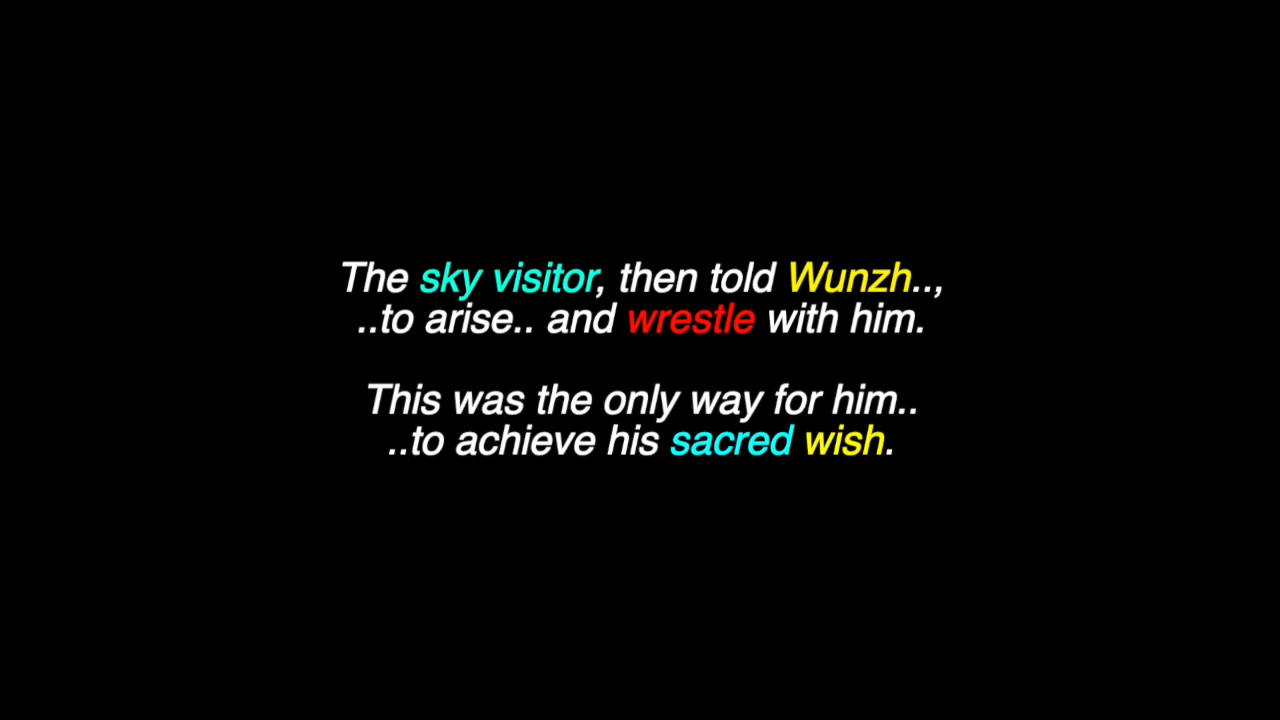 The sky visitor, then told Wunzh..,
..to arise.. and wrestle with him.
This was the only way for him..
..to achieve his sacred wish.